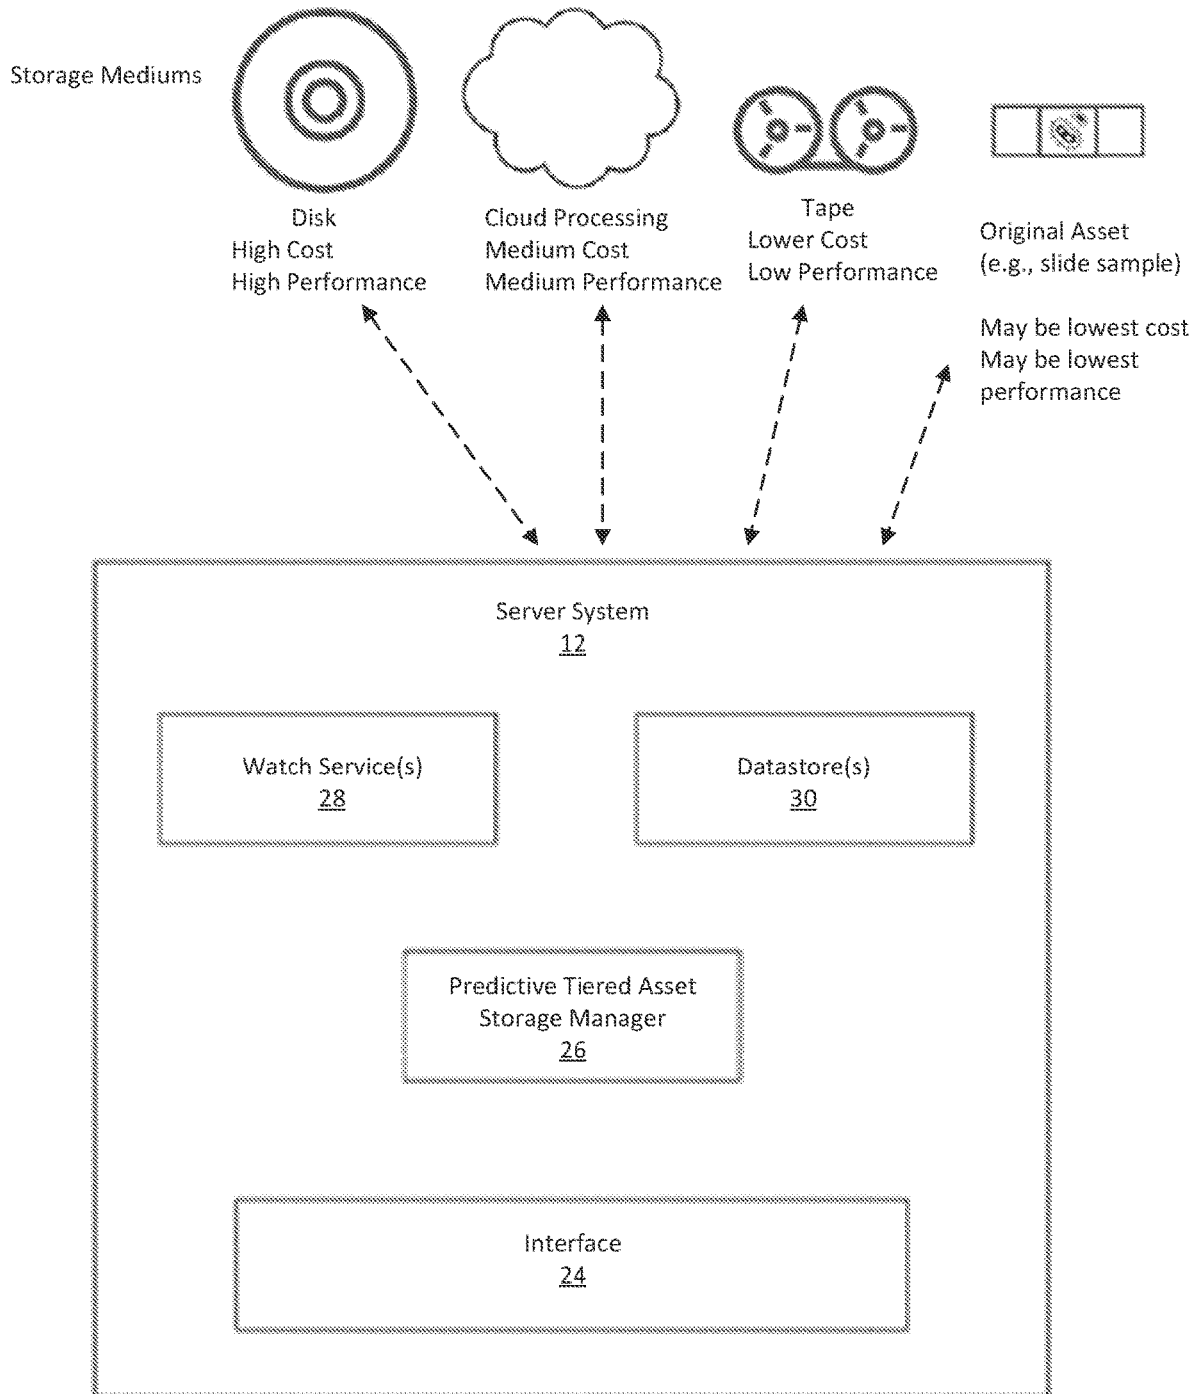 Storage Mediums
Disk
High Cost
High Performance
Cloud Processing
Medium Cost
Medium Performance
Tape
Lower Cost
Low Performance
Original Asset
(e.g., slide sample)
May be lowest cost
May be lowest
performance
Server System
12
Watch Service(s)
28
Datastore(s)
30
Predictive Tiered Asset
Storage Manager
26
Interface
24